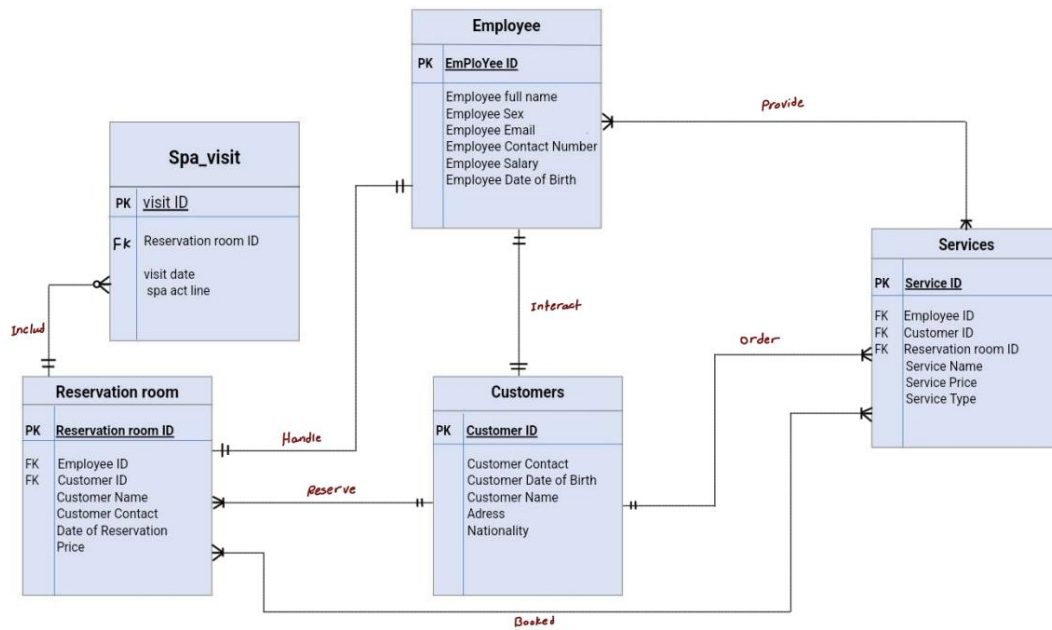 Employee
PK EmPloYee ID
Employee full name
Employee Sex
Employee Email
Employee Contact Number
Employee Salary
Employee Date of Birth
Provide
Spa_visit
PK visit ID
FK Reservation room ID
visit date
spa act line
Includ
Interact
Services
PK Service ID
FK Employee ID
FK Customer ID
FK Reservation room ID
Service Name
Service Price
Service Type
Order
Reservation room
PK Reservation room ID
FK Employee ID
FK Customer ID
Customer Name
Customer Contact
Date of Reservation
Price
Handle
Reserve
Customers
PK Customer ID
Customer Contact
Customer Date of Birth
Customer Name
Adress
Nationality
Booked